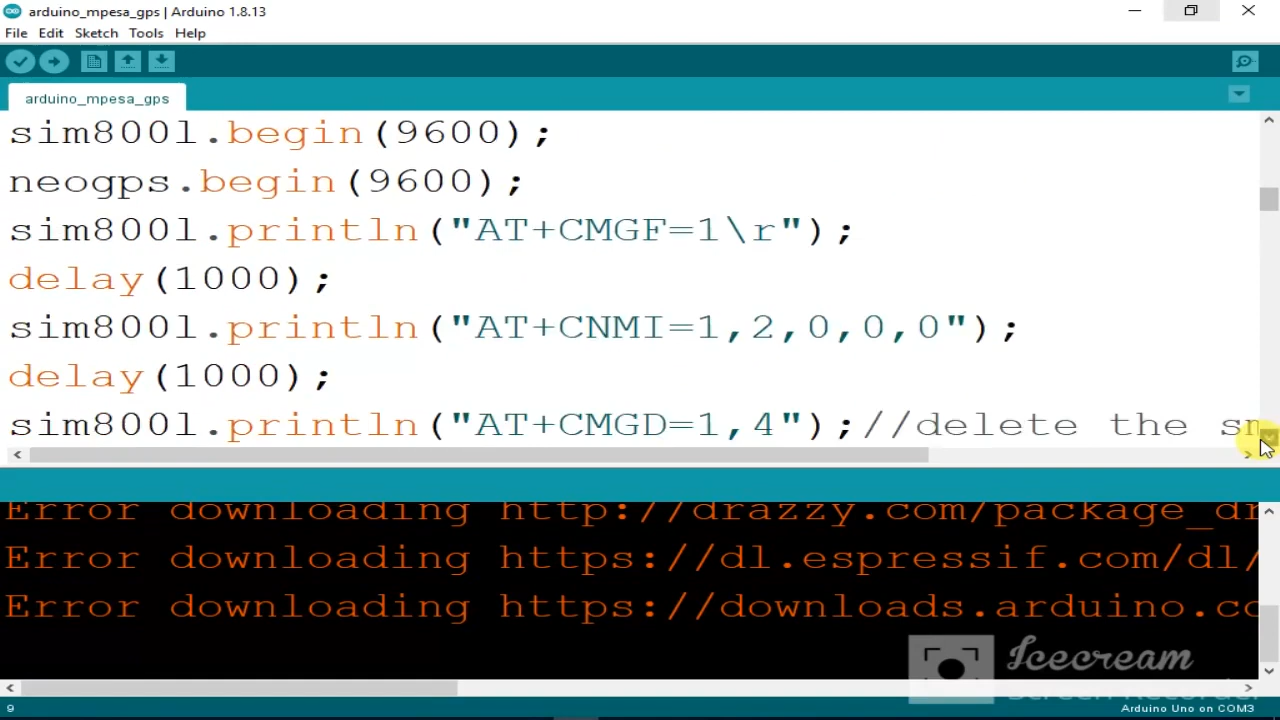 arduino_mpesa_gps | Arduino 1.8.13
File Edit Sketch Tools Help
arduino_mpesa_gps
sim800l.begin(9600);
neogps.begin(9600);
sim800l.println("AT+CMGF=1\r");
delay(1000);
sim800l.println("AT+CNMI=1,2,0,0,0");
delay(1000);
sim800l.println("AT+CMGD=1,4");//delete the
Error downloading http://drazzy.com/package_dr
Error downloading https://dl.espressif.com/dl/
Error downloading https://downloads.arduino.co
Icecream
Screen Recorder
9
Arduino Uno on COM3